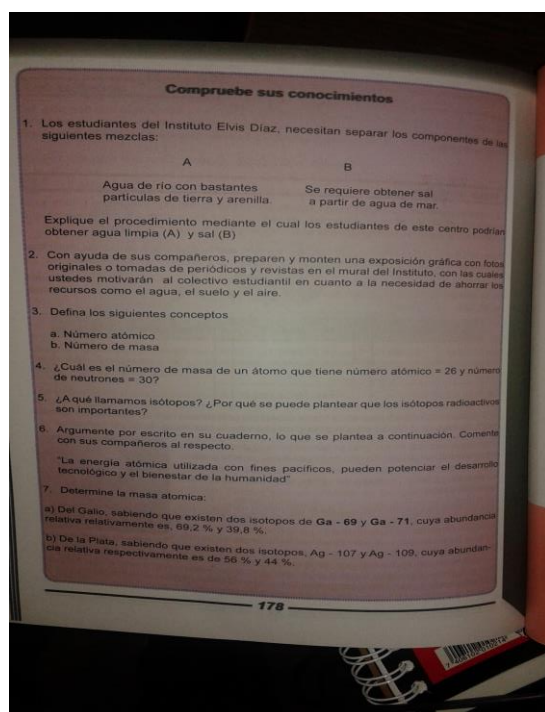 Compruebe sus conocimientos
1. Los estudiantes del Instituto Elvis Díaz, necesitan separar los componentes de las
siguientes mezclas:
A
B
Agua de río con bastantes
partículas de tierra y arenilla.
Se requiere obtener sal
a partir de agua de mar.
Explique el procedimiento mediante el cual los estudiantes de este centro podrían
obtener agua limpia (A) y sal (B)
2. Con ayuda de sus compañeros, preparen y monten una exposición gráfica con fotos
originales o tomadas de periódicos y revistas en el mural del Instituto, con las cuales
ustedes motivarán al colectivo estudiantil en cuanto a la necesidad de ahorrar los
recursos como el agua, el suelo y el aire.
3. Defina los siguientes conceptos
a. Número atómico
b. Número de masa
4. ¿Cuál es el número de masa de un átomo que tiene número atómico = 26 y número
de neutrones = 30?
5. ¿A qué llamamos isótopos? ¿Por qué se puede plantear que los isótopos radioactivos
son importantes?
6. Argumente por escrito en su cuaderno, lo que se plantea a continuación. Comente
con sus compañeros al respecto.
"La energía atómica utilizada con fines pacíficos, pueden potenciar el desarrollo
tecnológico y el bienestar de la humanidad"
7. Determine la masa atomica:
a) Del Galio, sabiendo que existen dos isotopos de Ga - 69 y Ga - 71, cuya abundancia
relativa relativamente es, 69,2 % y 39,8 %.
b) De la Plata, sabiendo que existen dos isotopos, Ag - 107 y Ag - 109, cuya abundan-
cia relativa respectivamente es de 56 % y 44 %.
178